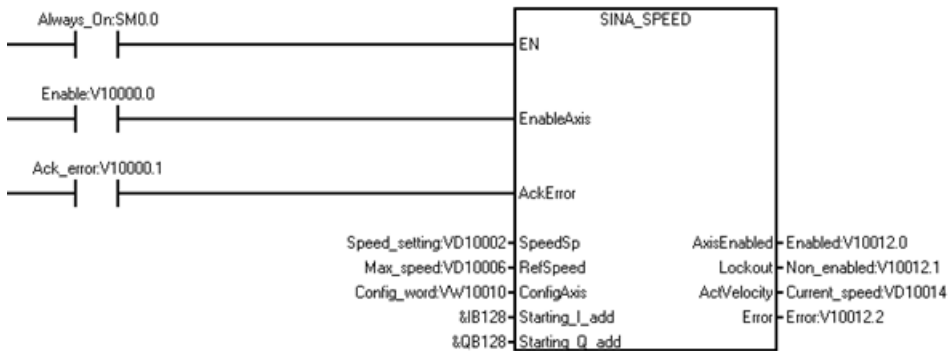 Always_On:SM0.0
SINA_SPEED
EN
Enable:V10000.0
EnableAxis
Ack_error:V10000.1
AckError
Speed_setting:VD10002 SpeedSp AxisEnabled Enabled:V10012.0
Max_speed:VD10006 RefSpeed Lockout Non_enabled:V10012.1
Config_word:VW10010 ConfigAxis ActVelocity Current_speed:VD10014
&IB128 Starting_I_add Error Error:V10012.2
&QB128 Starting_Q_add